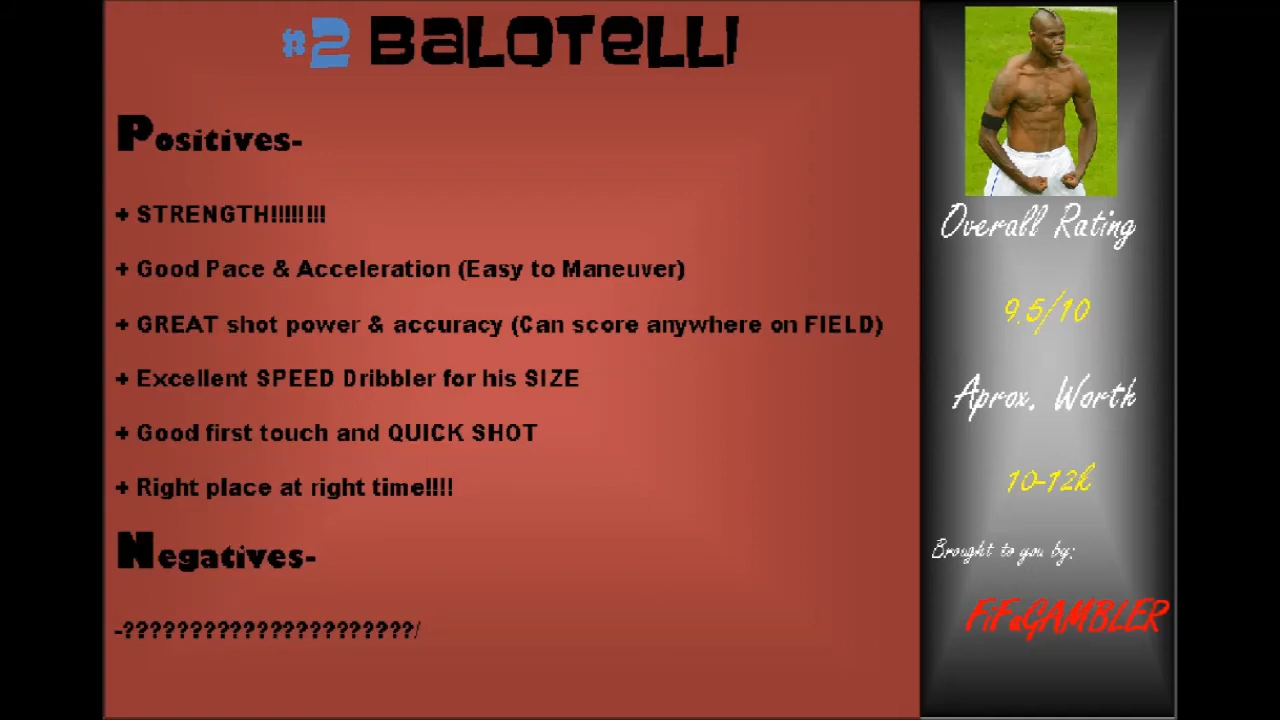 #2 BaLOTeLLI
Positives-
+ STRENGTH!!!!!!!!
+ Good Pace & Acceleration (Easy to Maneuver)
+ GREAT shot power & accuracy (Can score anywhere on FIELD)
+ Excellent SPEED Dribbler for his SIZE
+ Good first touch and QUICK SHOT
+ Right place at right time!!!!
Negatives-
-??????????????????????/
Overall Rating
9.5/10
Aprox. Worth
10-12k
Brought to you by:
FiFaGAMBLER